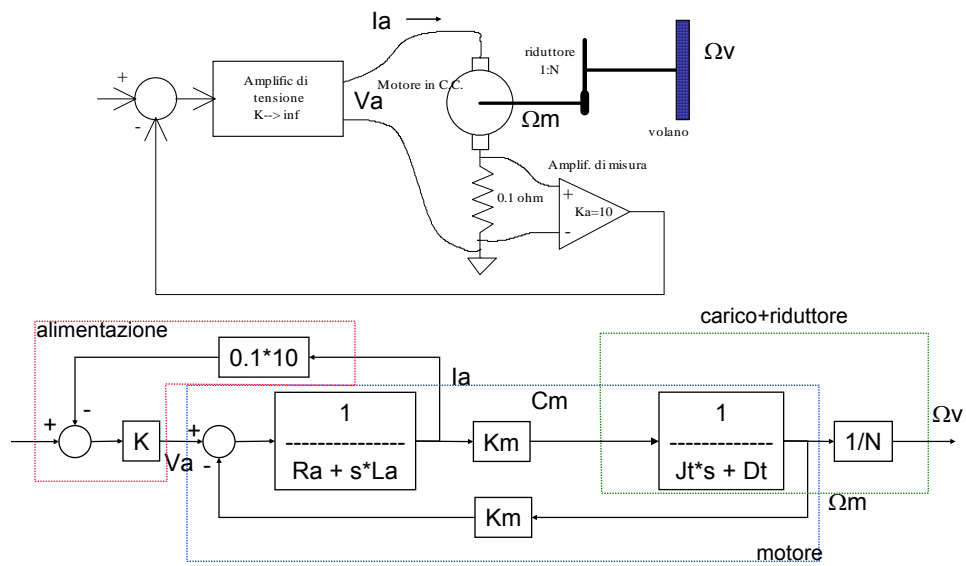 Ia
riduttore
1:N
Ωv
+
-
Amplific di
tensione
K--> inf
Va
Motore in C.C.
Ωm
volano
Amplif. di misura
0.1 ohm
+
Ka=10
-
alimentazione
carico+riduttore
0.1*10
Ia
Cm
-
+
K
Va
+
-
1
---------------
Ra + s*La
Km
1
---------------
Jt*s + Dt
1/N
Ωv
Ωm
Km
motore